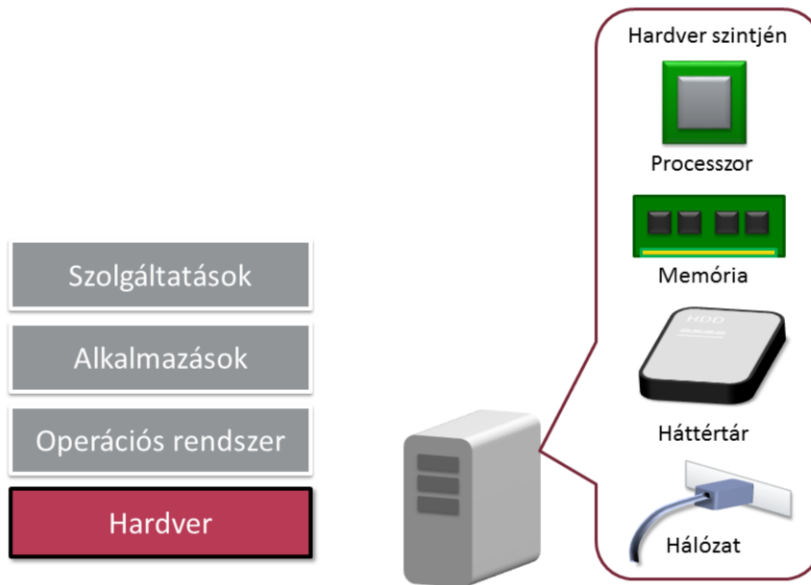 Szolgáltatások
Alkalmazások
Operációs rendszer
Hardver
Hardver szintjén
Processzor
Memória
HDD
Háttértár
Hálózat